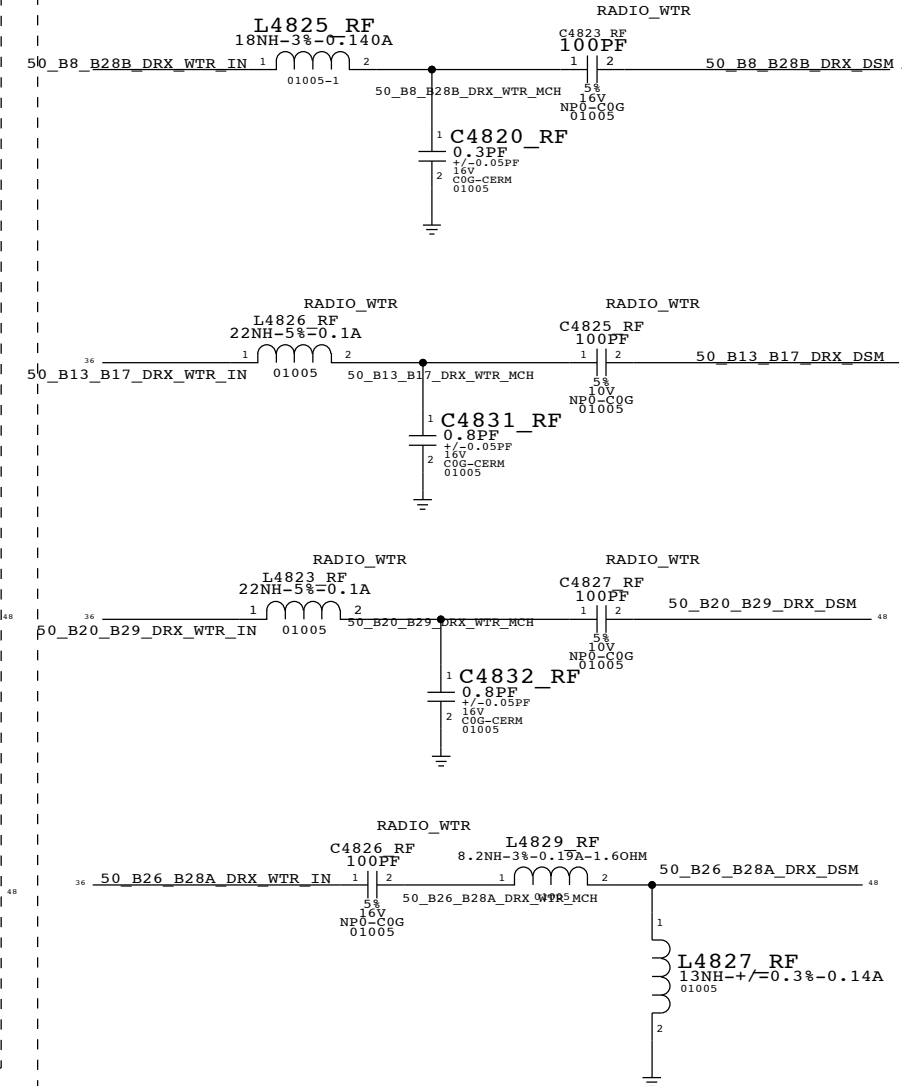 RADIO_WTR
L4825_RF
18NH-3%-0.140A
C4823_RF
100PF
50_B8_B28B_DRX_WTR_IN
1
2
01005-1
1
2
50_B8_B28B_DRX_DSM
50_B8_B28B_DRX_WTR_MCH
5%
16V
NP0-C0G
01005
1
C4820_RF
0.3PF
+/-0.05PF
16V
2
C0G-CERM
01005
RADIO_WTR
RADIO_WTR
L4826_RF
22NH-5%-0.1A
C4825_RF
100PF
36
1
2
1
2
50_B13_B17_DRX_DSM
50_B13_B17_DRX_WTR_IN
01005
50_B13_B17_DRX_WTR_MCH
5%
10V
NP0-C0G
01005
1
C4831_RF
0.8PF
+/-0.05PF
16V
2
C0G-CERM
01005
RADIO_WTR
RADIO_WTR
L4823_RF
22NH-5%-0.1A
C4827_RF
100PF
48
36
1
2
1
2
50_B20_B29_DRX_DSM
48
50_B20_B29_DRX_WTR_IN
01005
50_B20_B29_DRX_WTR_MCH
5%
10V
NP0-C0G
01005
1
C4832_RF
0.8PF
+/-0.05PF
16V
2
C0G-CERM
01005
RADIO_WTR
C4826_RF
100PF
L4829_RF
8.2NH-3%-0.19A-1.6OHM
48
36
50_B26_B28A_DRX_WTR_IN
1
2
1
2
50_B26_B28A_DRX_DSM
48
5%
16V
NP0-C0G
01005
50_B26_B28A_DRX_WTR_MCH
01005
1
L4827_RF
13NH-+/-0.3%-0.14A
01005
2